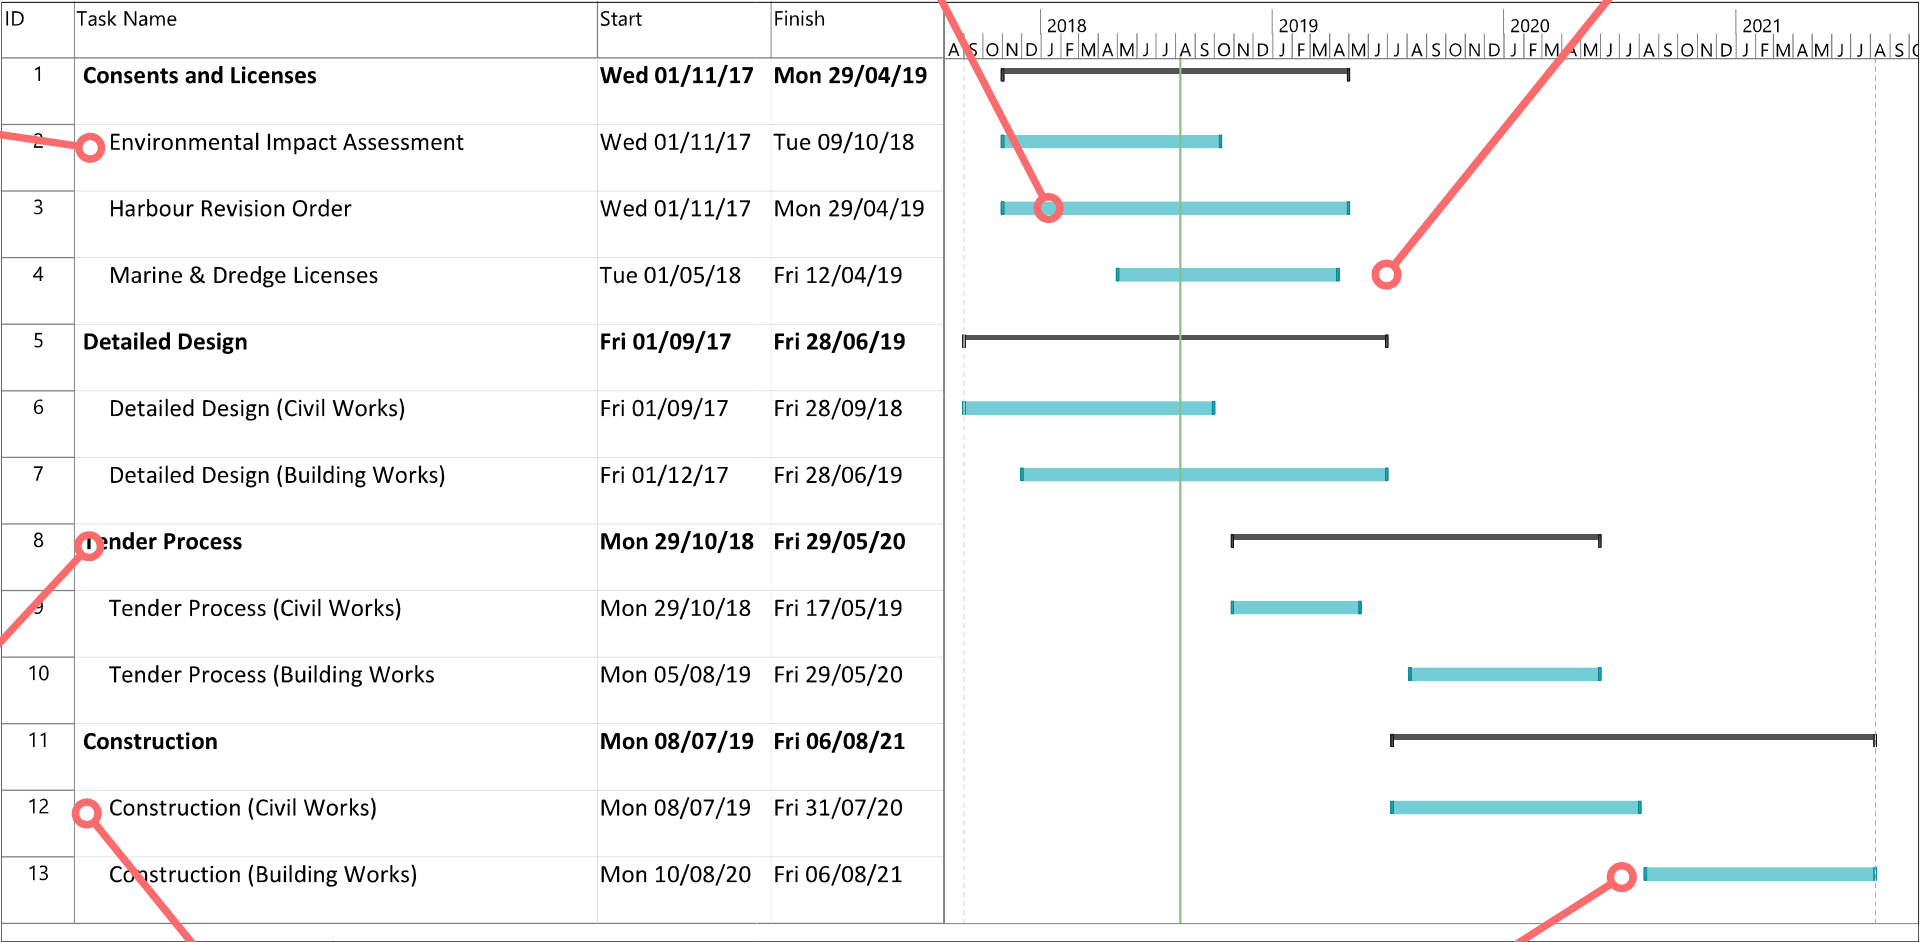 ID Task Name Start Finish 2018 2019 2020 2021
A S O N D J F M A M J J A S O N D J F M A M J J A S O N D J F M A M J J A S O N D J F M A M J J A S O
1 Consents and Licenses Wed 01/11/17 Mon 29/04/19
2 Environmental Impact Assessment Wed 01/11/17 Tue 09/10/18
3 Harbour Revision Order Wed 01/11/17 Mon 29/04/19
4 Marine & Dredge Licenses Tue 01/05/18 Fri 12/04/19
5 Detailed Design Fri 01/09/17 Fri 28/06/19
6 Detailed Design (Civil Works) Fri 01/09/17 Fri 28/09/18
7 Detailed Design (Building Works) Fri 01/12/17 Fri 28/06/19
8 Tender Process Mon 29/10/18 Fri 29/05/20
9 Tender Process (Civil Works) Mon 29/10/18 Fri 17/05/19
10 Tender Process (Building Works Mon 05/08/19 Fri 29/05/20
11 Construction Mon 08/07/19 Fri 06/08/21
12 Construction (Civil Works) Mon 08/07/19 Fri 31/07/20
13 Construction (Building Works) Mon 10/08/20 Fri 06/08/21